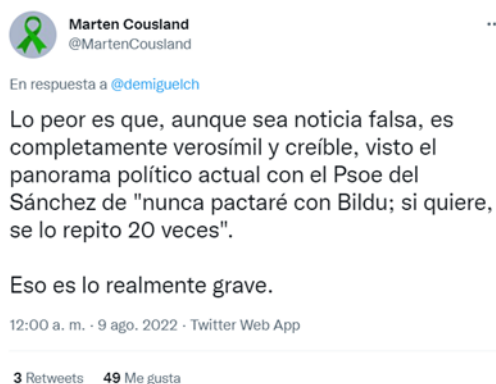 Marten Cousland
@MartenCousland
En respuesta a @demiguelch
Lo peor es que, aunque sea noticia falsa, es
completamente verosímil y creíble, visto el
panorama político actual con el Psoe del
Sánchez de "nunca pactaré con Bildu; si quiere,
se lo repito 20 veces".
Eso es lo realmente grave.
12:00 a. m. · 9 ago. 2022 · Twitter Web App
3 Retweets 49 Me gusta